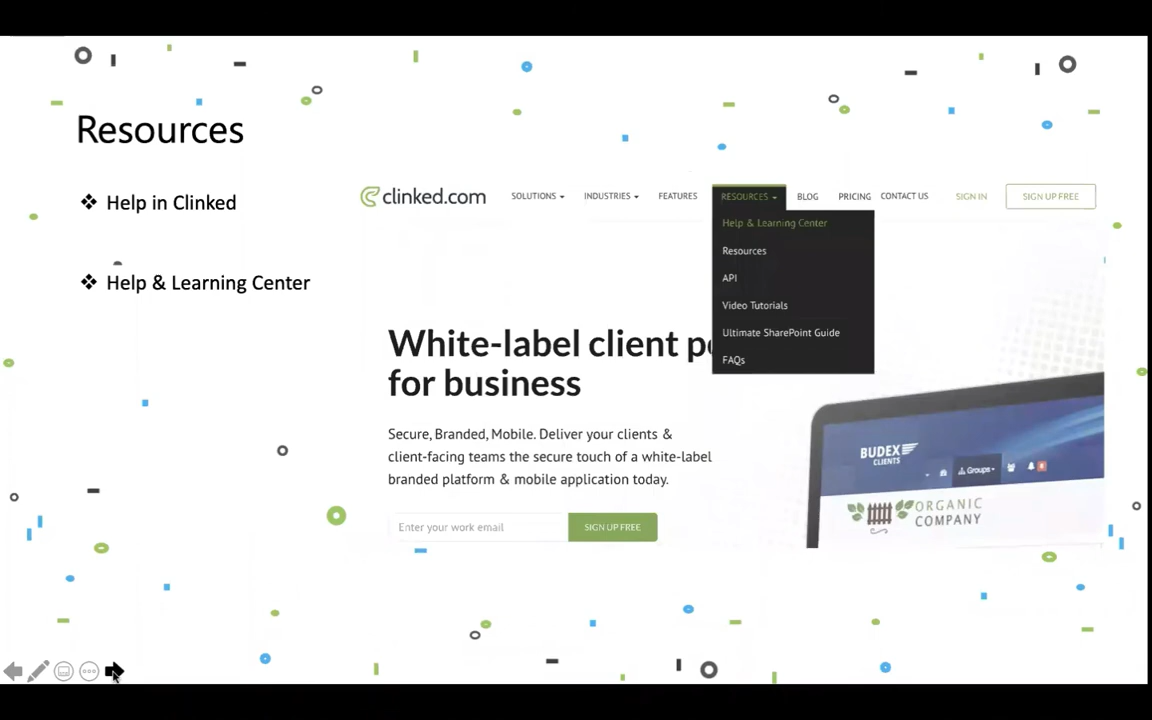 Resources
❖ Help in Clinked
❖ Help & Learning Center
clinked.com SOLUTIONS INDUSTRIES FEATURES RESOURCES BLOG PRICING CONTACT US SIGN IN SIGN UP FREE
Help & Learning Center
Resources
API
Video Tutorials
Ultimate SharePoint Guide
FAQs
White-label client
for business
Secure, Branded, Mobile. Deliver your clients &
client-facing teams the secure touch of a white-label
branded platform & mobile application today.
Enter your work email SIGN UP FREE
BUDEX
CLIENTS
Groups
ORGANIC
COMPANY